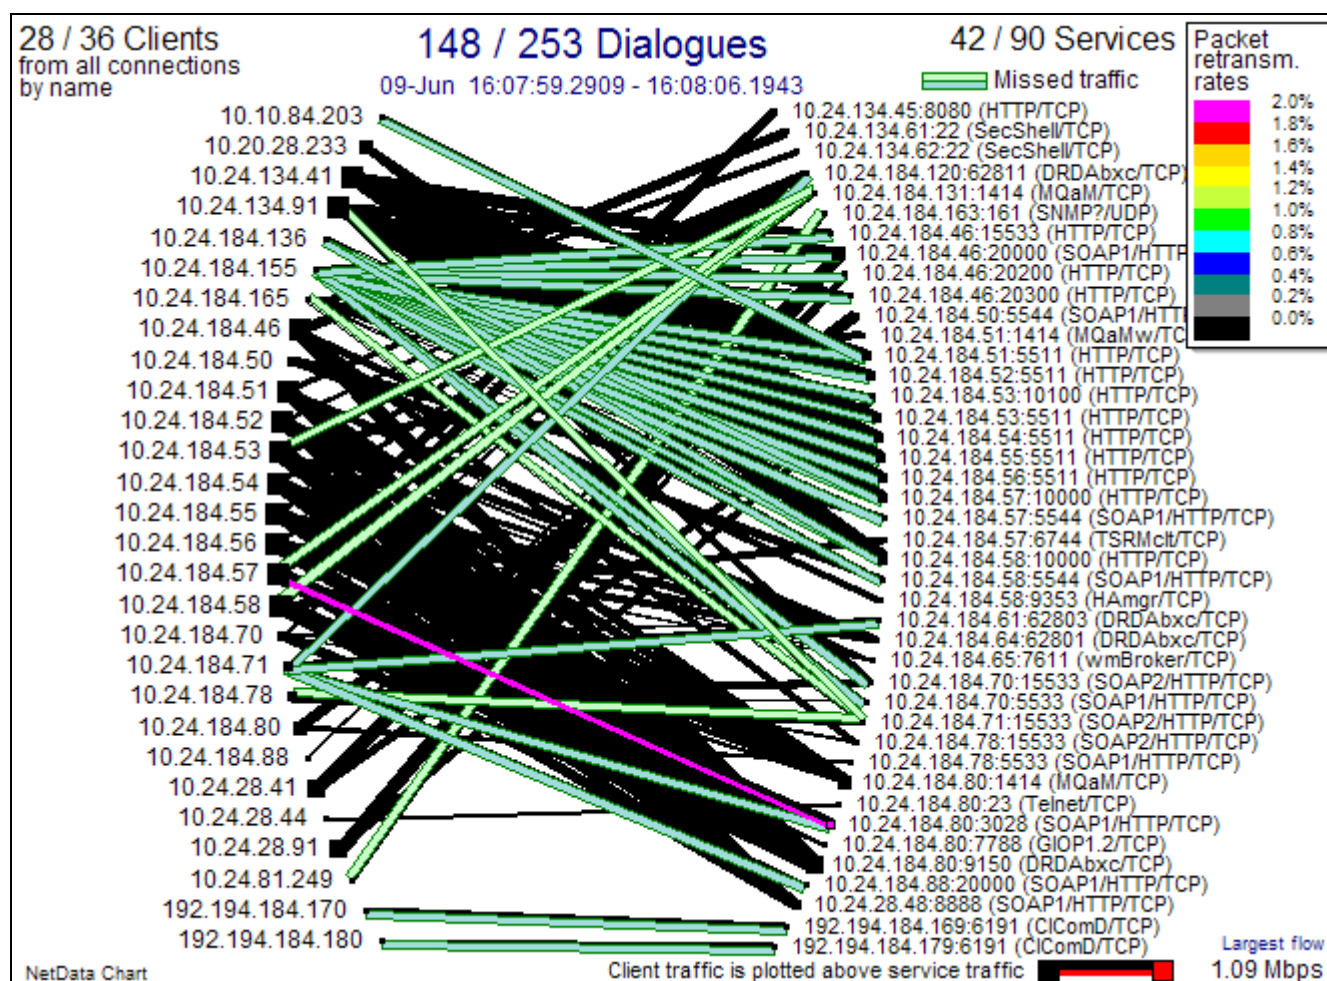 28 / 36 Clients
from all connections
by name
148 / 253 Dialogues
09-Jun 16:07:59.2909 - 16:08:06.1943
42 / 90 Services
Missed traffic
Packet
retransm.
rates
2.0%
1.8%
1.6%
1.4%
1.2%
1.0%
0.8%
0.6%
0.4%
0.2%
0.0%
10.10.84.203
10.20.28.233
10.24.134.41
10.24.134.91
10.24.184.136
10.24.184.155
10.24.184.165
10.24.184.46
10.24.184.50
10.24.184.51
10.24.184.52
10.24.184.53
10.24.184.54
10.24.184.55
10.24.184.56
10.24.184.57
10.24.184.58
10.24.184.70
10.24.184.71
10.24.184.78
10.24.184.80
10.24.184.88
10.24.28.41
10.24.28.44
10.24.28.91
10.24.81.249
192.194.184.170
192.194.184.180
10.24.134.45:8080 (HTTP/TCP)
10.24.134.61:22 (SecShell/TCP)
10.24.134.62:22 (SecShell/TCP)
10.24.184.120:62811 (DRDAbxc/TCP)
10.24.184.131:1414 (MQaM/TCP)
10.24.184.163:161 (SNMP?/UDP)
10.24.184.46:15533 (HTTP/TCP)
10.24.184.46:20000 (SOAP1/HTTP
10.24.184.46:20200 (HTTP/TCP)
10.24.184.46:20300 (HTTP/TCP)
10.24.184.50:5544 (SOAP1/HTTP
10.24.184.51:1414 (MQaMw/TC
10.24.184.51:5511 (HTTP/TCP)
10.24.184.52:5511 (HTTP/TCP)
10.24.184.53:10100 (HTTP/TCP)
10.24.184.53:5511 (HTTP/TCP)
10.24.184.54:5511 (HTTP/TCP)
10.24.184.55:5511 (HTTP/TCP)
10.24.184.56:5511 (HTTP/TCP)
10.24.184.57:10000 (HTTP/TCP)
10.24.184.57:5544 (SOAP1/HTTP/TCP)
10.24.184.57:6744 (TSRMclt/TCP)
10.24.184.58:10000 (HTTP/TCP)
10.24.184.58:5544 (SOAP1/HTTP/TCP)
10.24.184.58:9353 (HAmgr/TCP)
10.24.184.61:62803 (DRDAbxc/TCP)
10.24.184.64:62801 (DRDAbxc/TCP)
10.24.184.65:7611 (wmBroker/TCP)
10.24.184.70:15533 (SOAP2/HTTP/TCP)
10.24.184.70:5533 (SOAP1/HTTP/TCP)
10.24.184.71:15533 (SOAP2/HTTP/TCP)
10.24.184.78:15533 (SOAP2/HTTP/TCP)
10.24.184.78:5533 (SOAP1/HTTP/TCP)
10.24.184.80:1414 (MQaM/TCP)
10.24.184.80:23 (Telnet/TCP)
10.24.184.80:3028 (SOAP1/HTTP/TCP)
10.24.184.80:7788 (GIOP1.2/TCP)
10.24.184.80:9150 (DRDAbxc/TCP)
10.24.184.88:20000 (SOAP1/HTTP/TCP)
10.24.28.48:8888 (SOAP1/HTTP/TCP)
192.194.184.169:6191 (CIComD/TCP)
192.194.184.179:6191 (CIComD/TCP)
NetData Chart
Client traffic is plotted above service traffic
Largest flow
1.09 Mbps